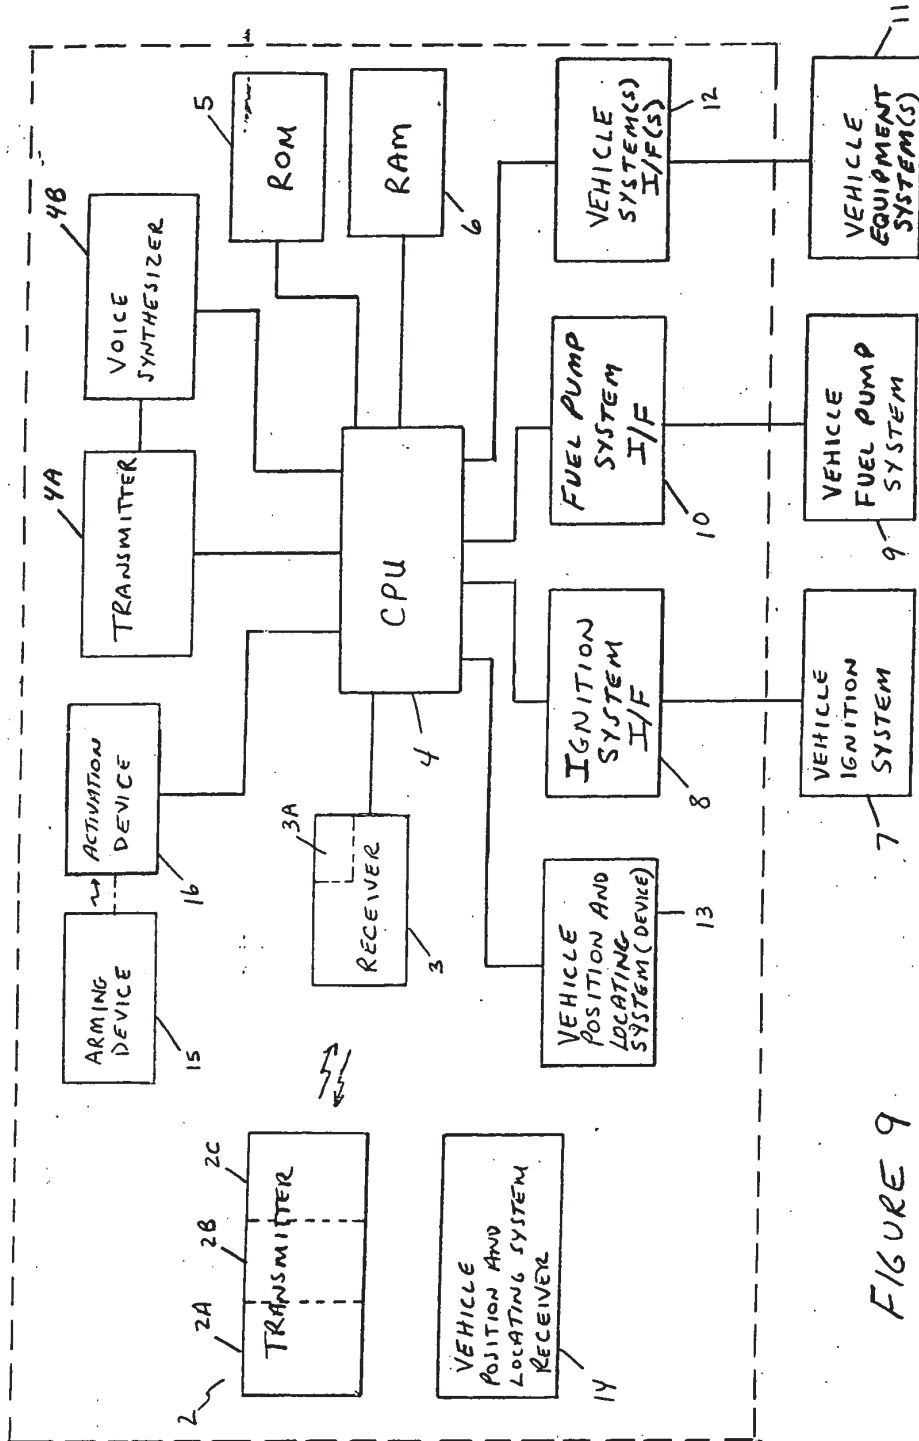 2
2A
2B
2C
TRANSMITTER
VEHICLE
POSITION AND
LOCATING SYSTEM
RECEIVER
14
ARMING
DEVICE
15
ACTIVATION
DEVICE
16
4A
TRANSMITTER
4B
VOICE
SYNTHESIZER
5
ROM
RAM
6
3A
RECEIVER
3
CPU
4
VEHICLE
POSITION AND
LOCATING
SYSTEM (DEVICE)
13
IGNITION
SYSTEM
I/F
8
FUEL PUMP
SYSTEM
I/F
10
VEHICLE
SYSTEM(S)
I/F(S)
12
VEHICLE
IGNITION
SYSTEM
7
VEHICLE
FUEL PUMP
SYSTEM
9
VEHICLE
EQUIPMENT
SYSTEM(S)
11
FIGURE 9